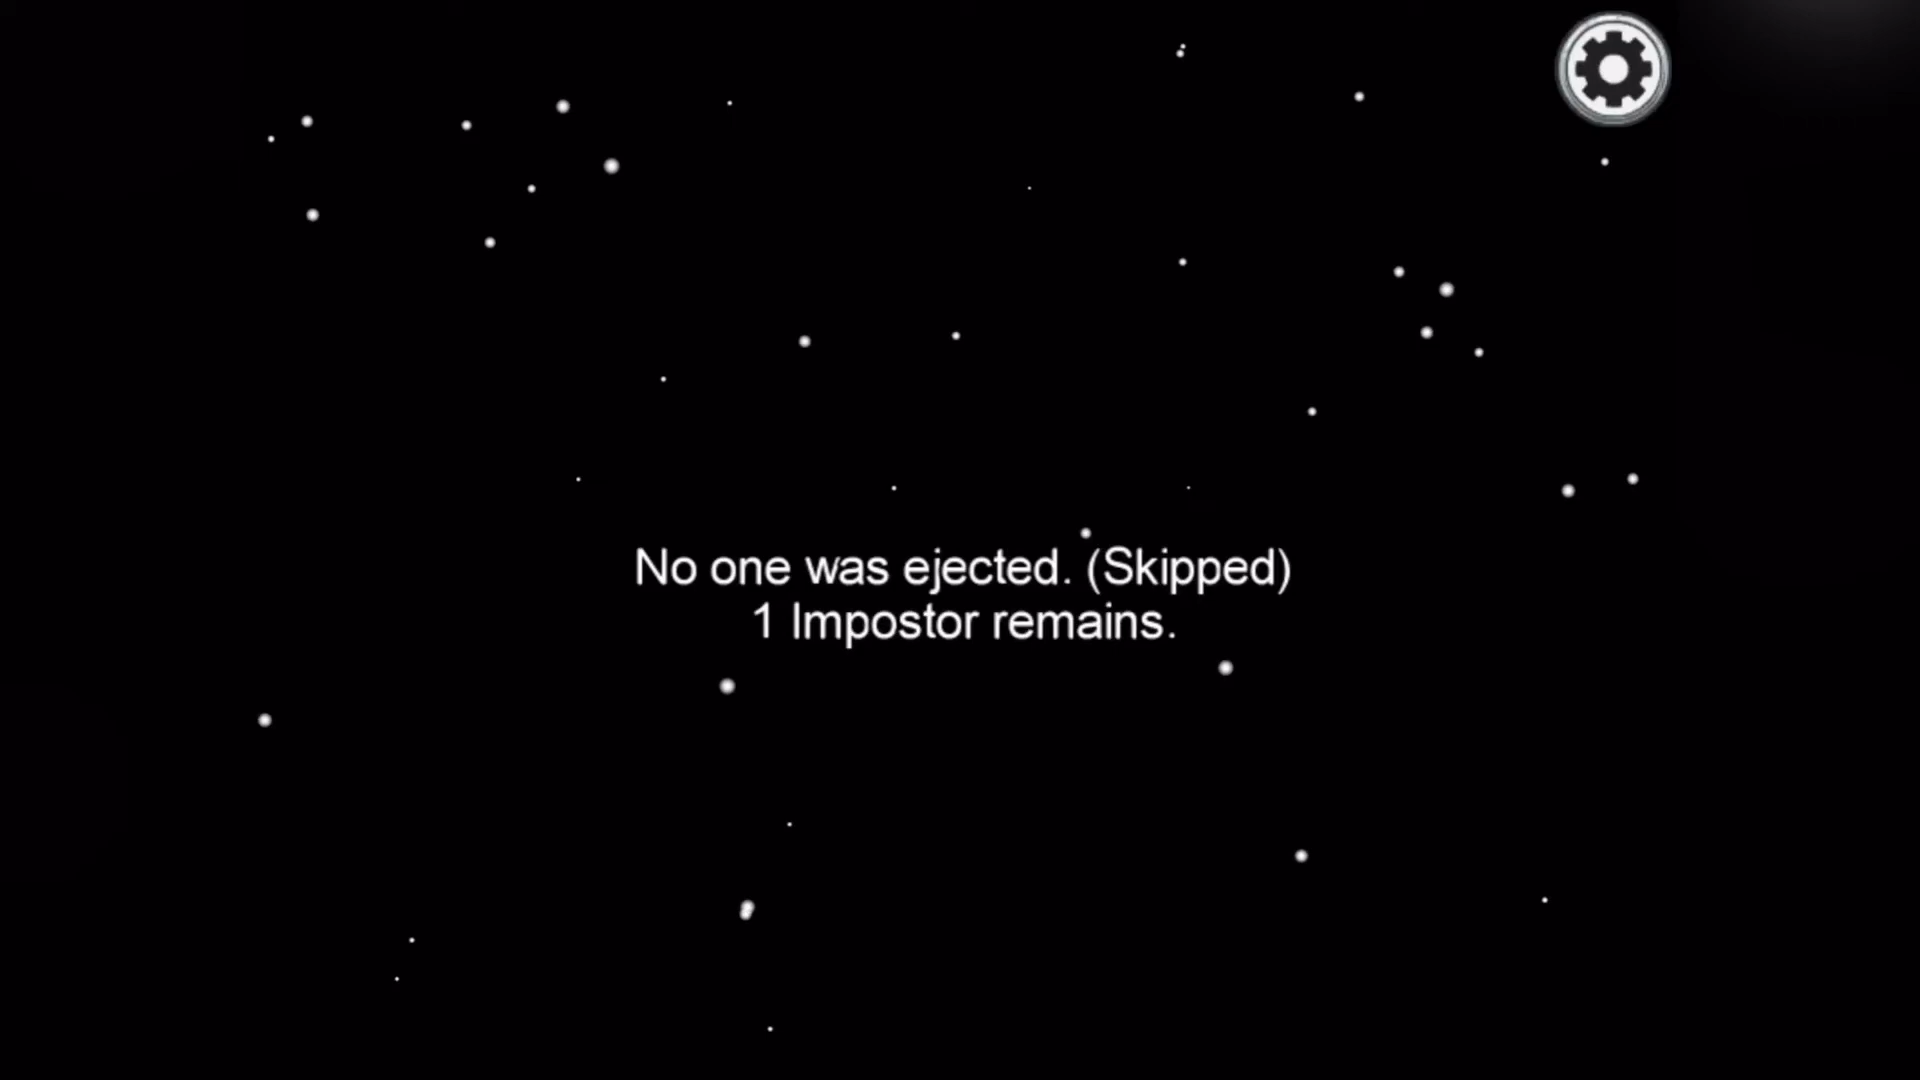 No one was ejected. (Skipped)
1 Impostor remains.